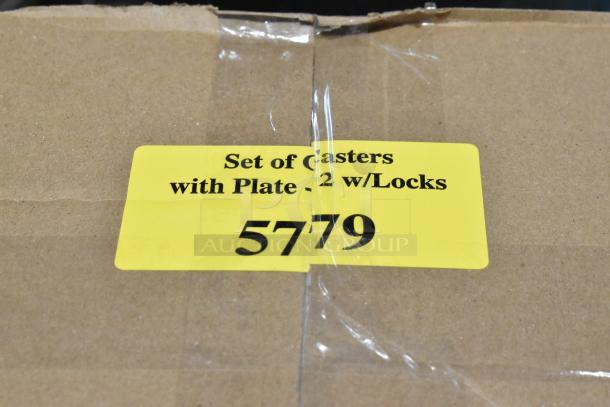 Set of Casters
with Plate - 2 w/Locks
5779
AUCTION GROUP